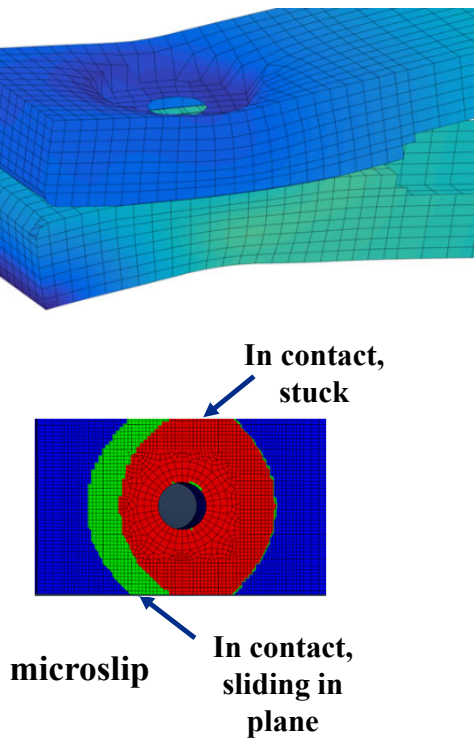 In contact,
stuck
microslip
In contact,
sliding in
plane